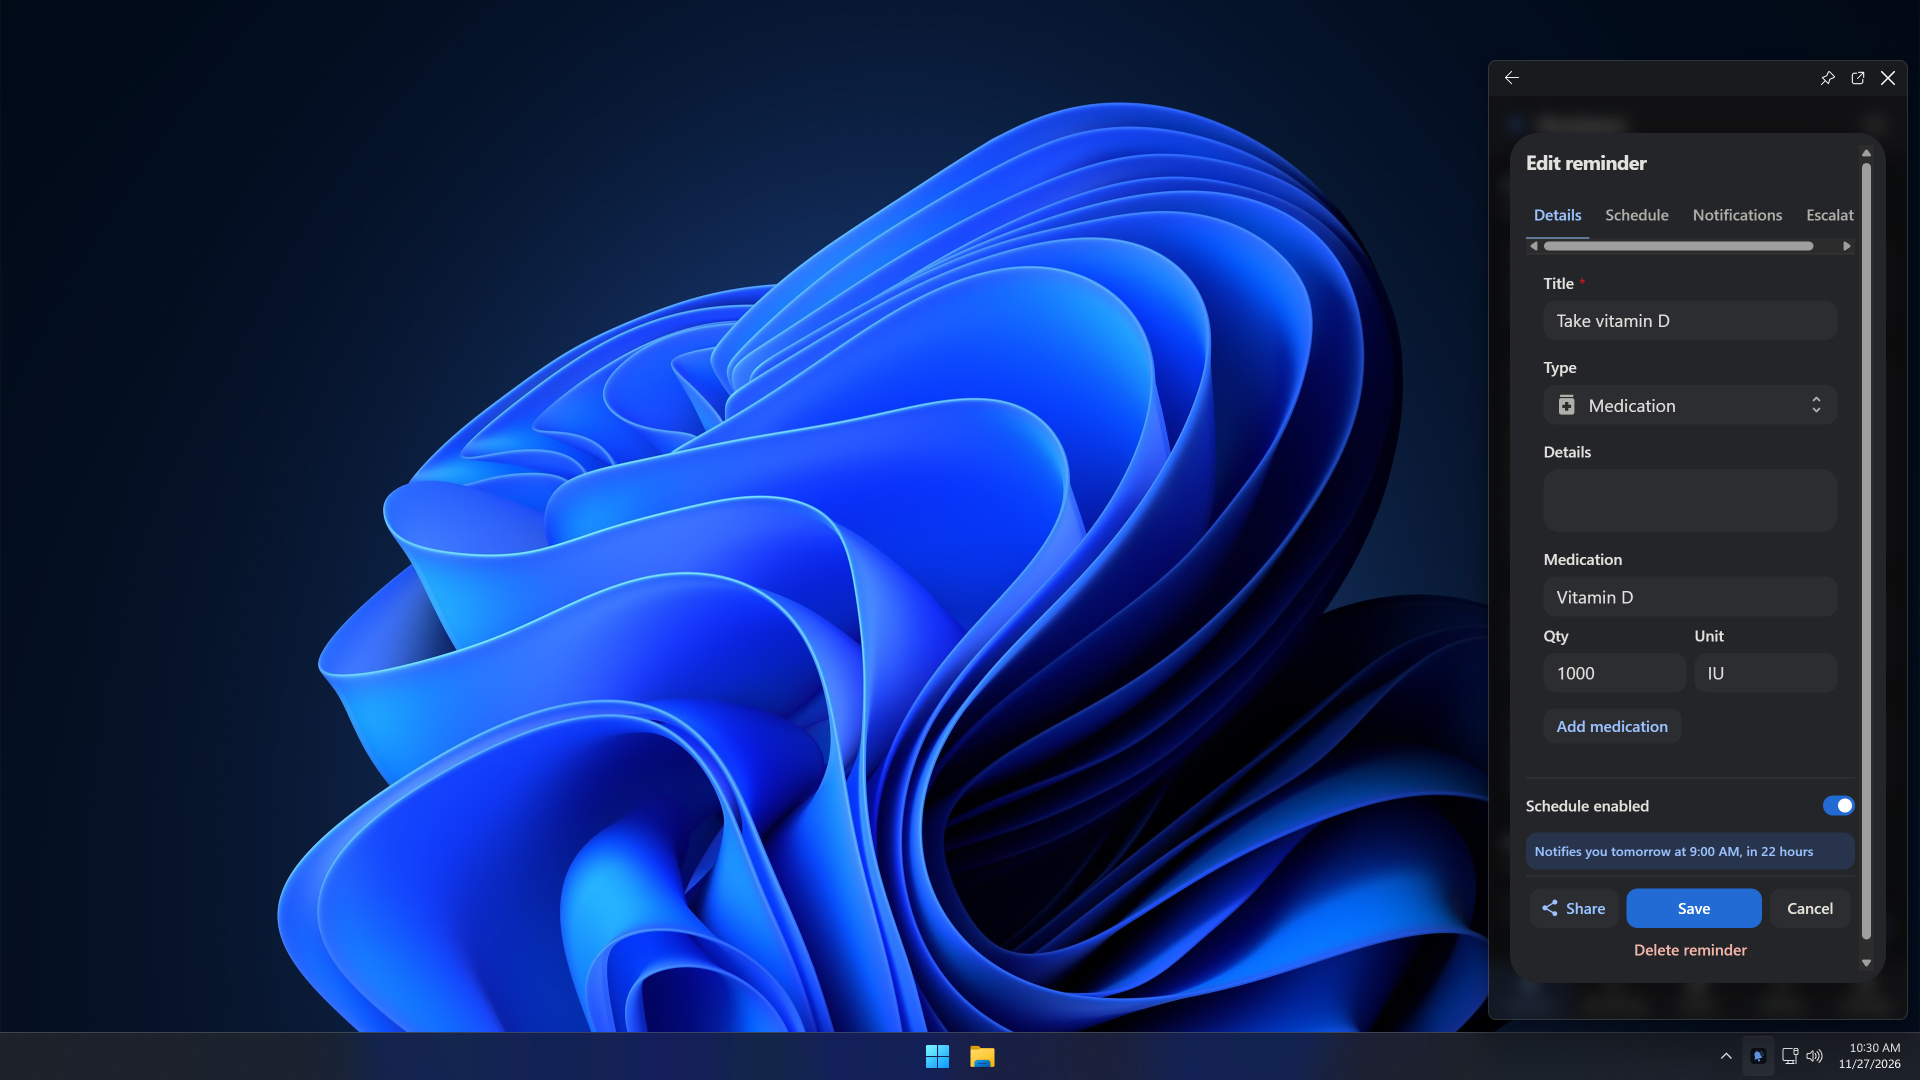 Edit reminder
Details Schedule Notifications Escalat
Title *
Take vitamin D
Type
Medication
Details
Medication
Vitamin D
Qty Unit
1000 IU
Add medication
Schedule enabled
Notifies you tomorrow at 9:00 AM, in 22 hours
Share Save Cancel
Delete reminder
10:30 AM
11/27/2026